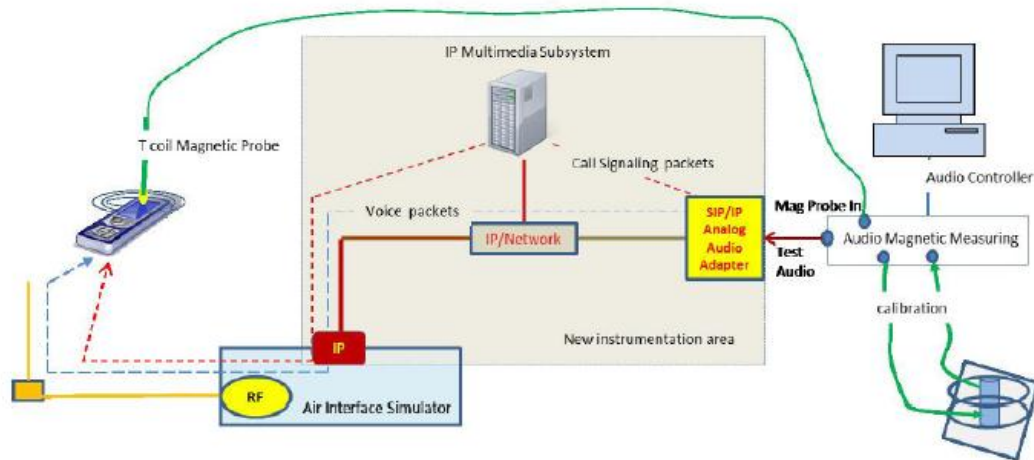 IP Multimedia Subsystem
T coil Magnetic Probe
Call Signaling packets
Audio Controller
Voice packets
SIP/IP
Analog
Audio
Adapter
Mag Probe In
IP/Network
Audio Magnetic Measuring
Test
Audio
calibration
New instrumentation area
IP
RF
Air Interface Simulator